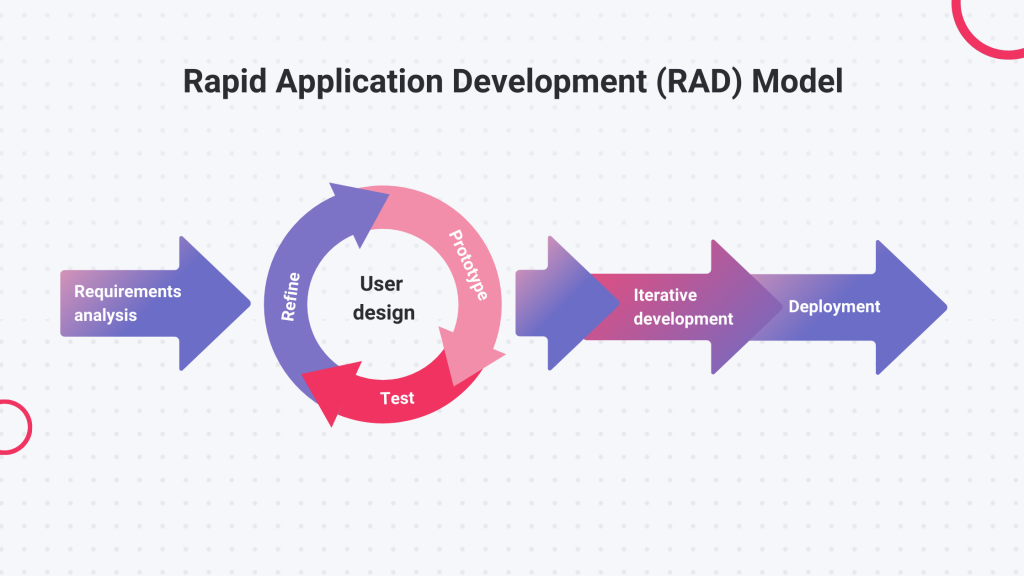 Rapid Application Development (RAD) Model
Requirements
analysis
Refine
Prototype
User
design
Test
Iterative
development
Deployment